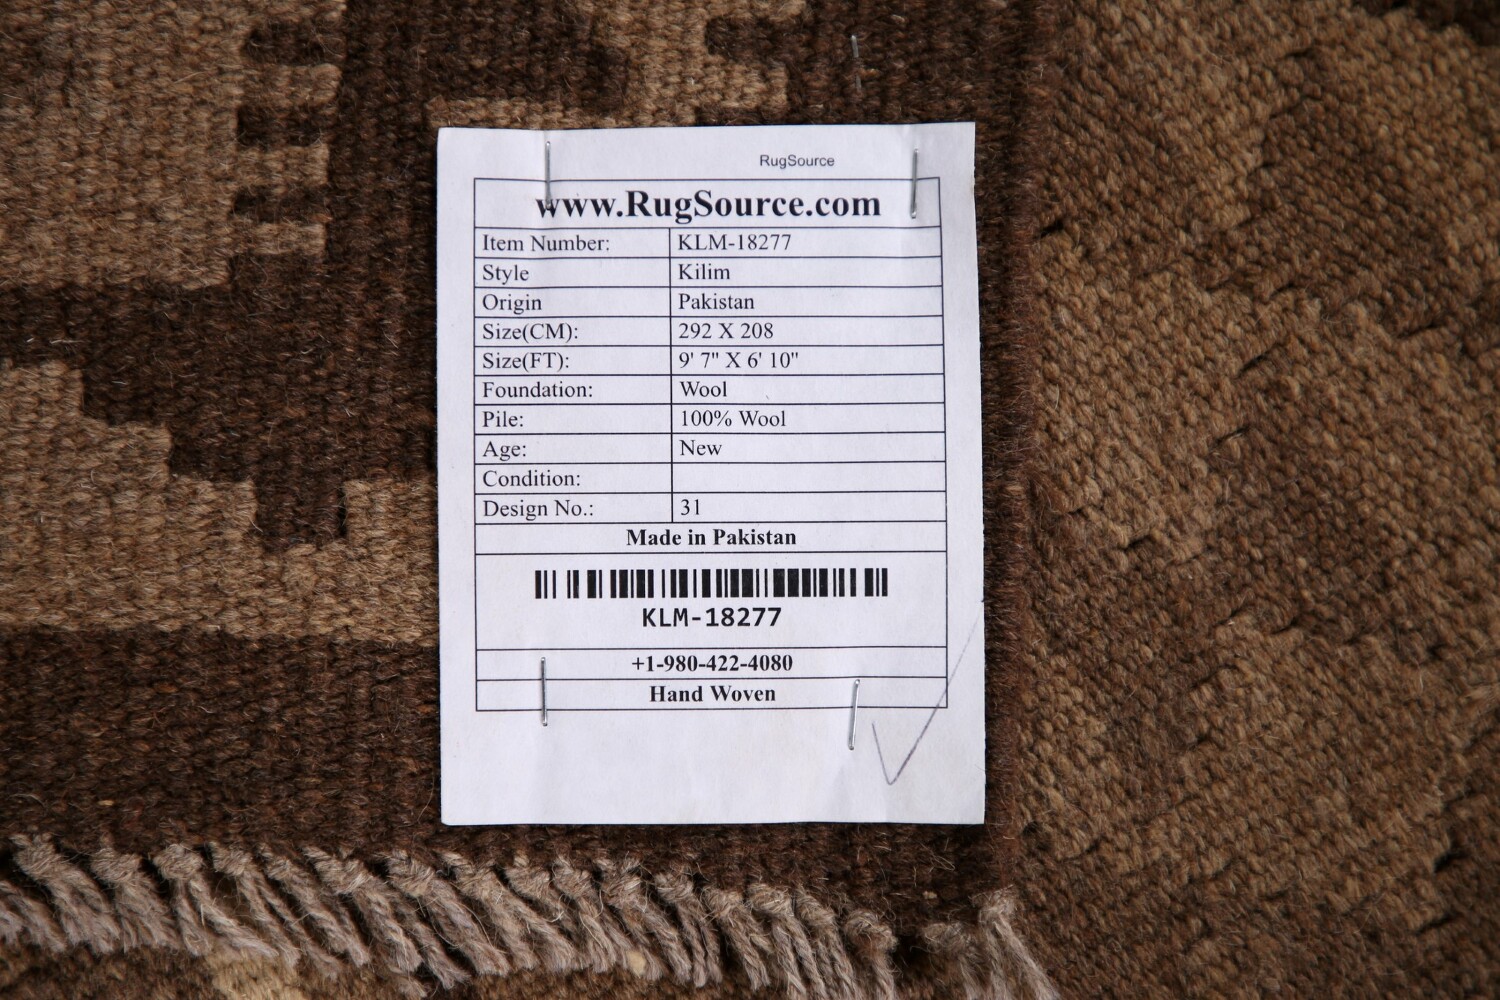 RugSource
www.RugSource.com
Item Number: KLM-18277
Style Kilim
Origin Pakistan
Size(CM): 292 X 208
Size(FT): 9' 7" X 6' 10"
Foundation: Wool
Pile: 100% Wool
Age: New
Condition:
Design No.: 31
Made in Pakistan
KLM-18277
+1-980-422-4080
Hand Woven